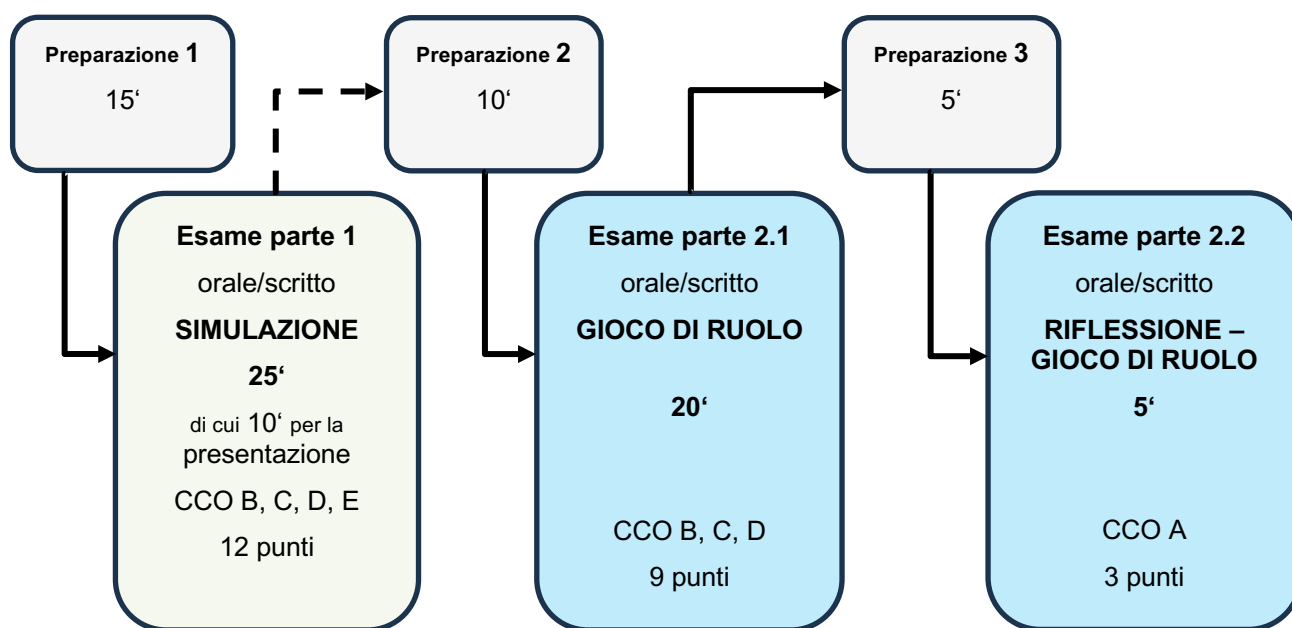 Preparazione 1
15‘
Preparazione 2
10‘
Preparazione 3
5‘
Esame parte 1
orale/scritto
SIMULAZIONE
25‘
di cui 10‘ per la
presentazione
CCO B, C, D, E
12 punti
Esame parte 2.1
orale/scritto
GIOCO DI RUOLO
20‘
CCO B, C, D
9 punti
Esame parte 2.2
orale/scritto
RIFLESSIONE –
GIOCO DI RUOLO
5‘
CCO A
3 punti